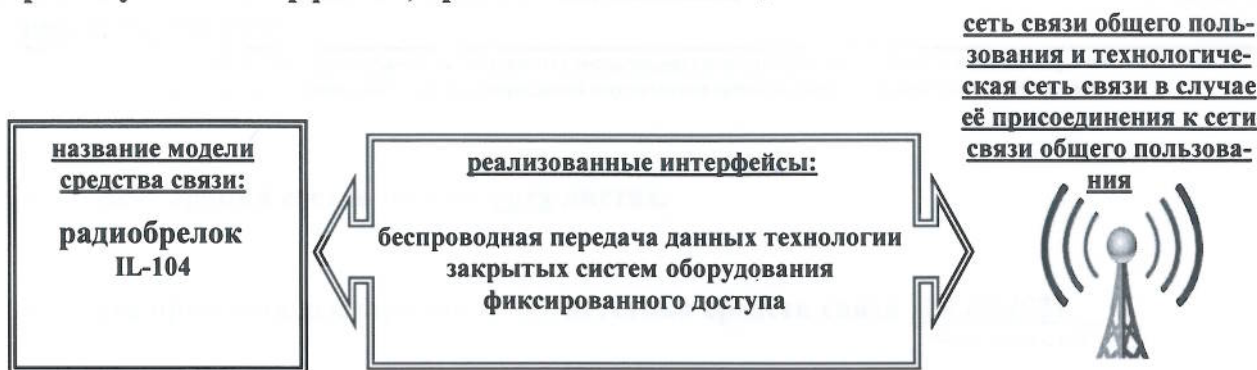 сеть связи общего поль-
зования и технологиче-
ская сеть связи в случае
её присоединения к сети
связи общего пользова-
ния
название модели
средства связи:
радиобрелок
IL-104
реализованные интерфейсы:
беспроводная передача данных технологии
закрытых систем оборудования
фиксированного доступа